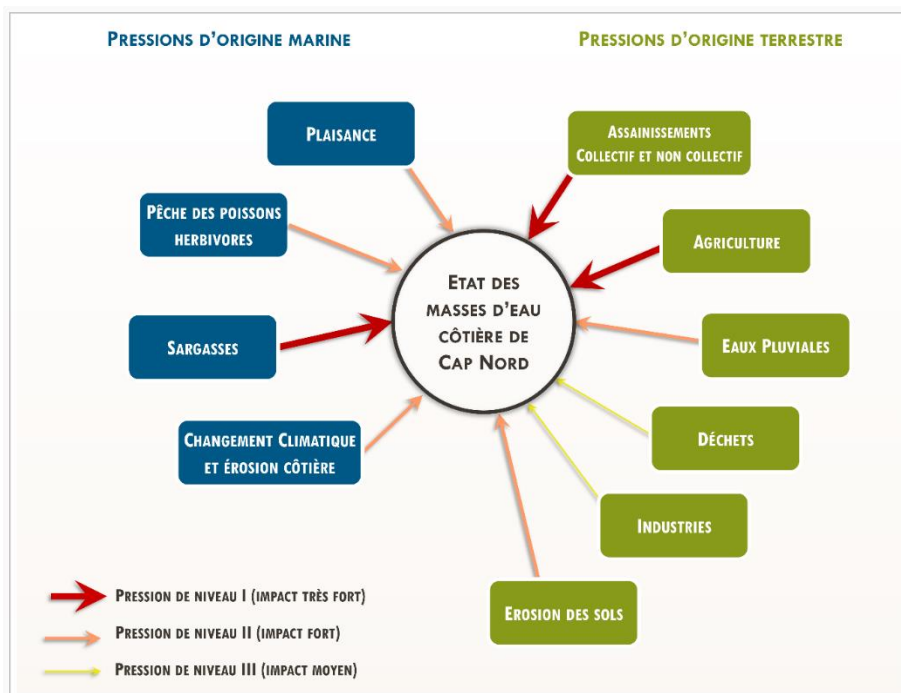 PRESSIONS D'ORIGINE MARINE
PRESSIONS D'ORIGINE TERRESTRE
PLAISANCE
ASSAINISSEMENTS
COLLECTIF ET NON COLLECTIF
PÊCHE DES POISSONS
HERBIVORES
AGRICULTURE
ETAT DES
MASSES D'EAU
CÔTIÈRE DE
CAP NORD
SARGASSES
EAUX PLUVIALES
CHANGEMENT CLIMATIQUE
ET ÉROSION CÔTIÈRE
DÉCHETS
INDUSTRIES
EROSION DES SOLS
PRESSION DE NIVEAU I (IMPACT TRÈS FORT)
PRESSION DE NIVEAU II (IMPACT FORT)
PRESSION DE NIVEAU III (IMPACT MOYEN)